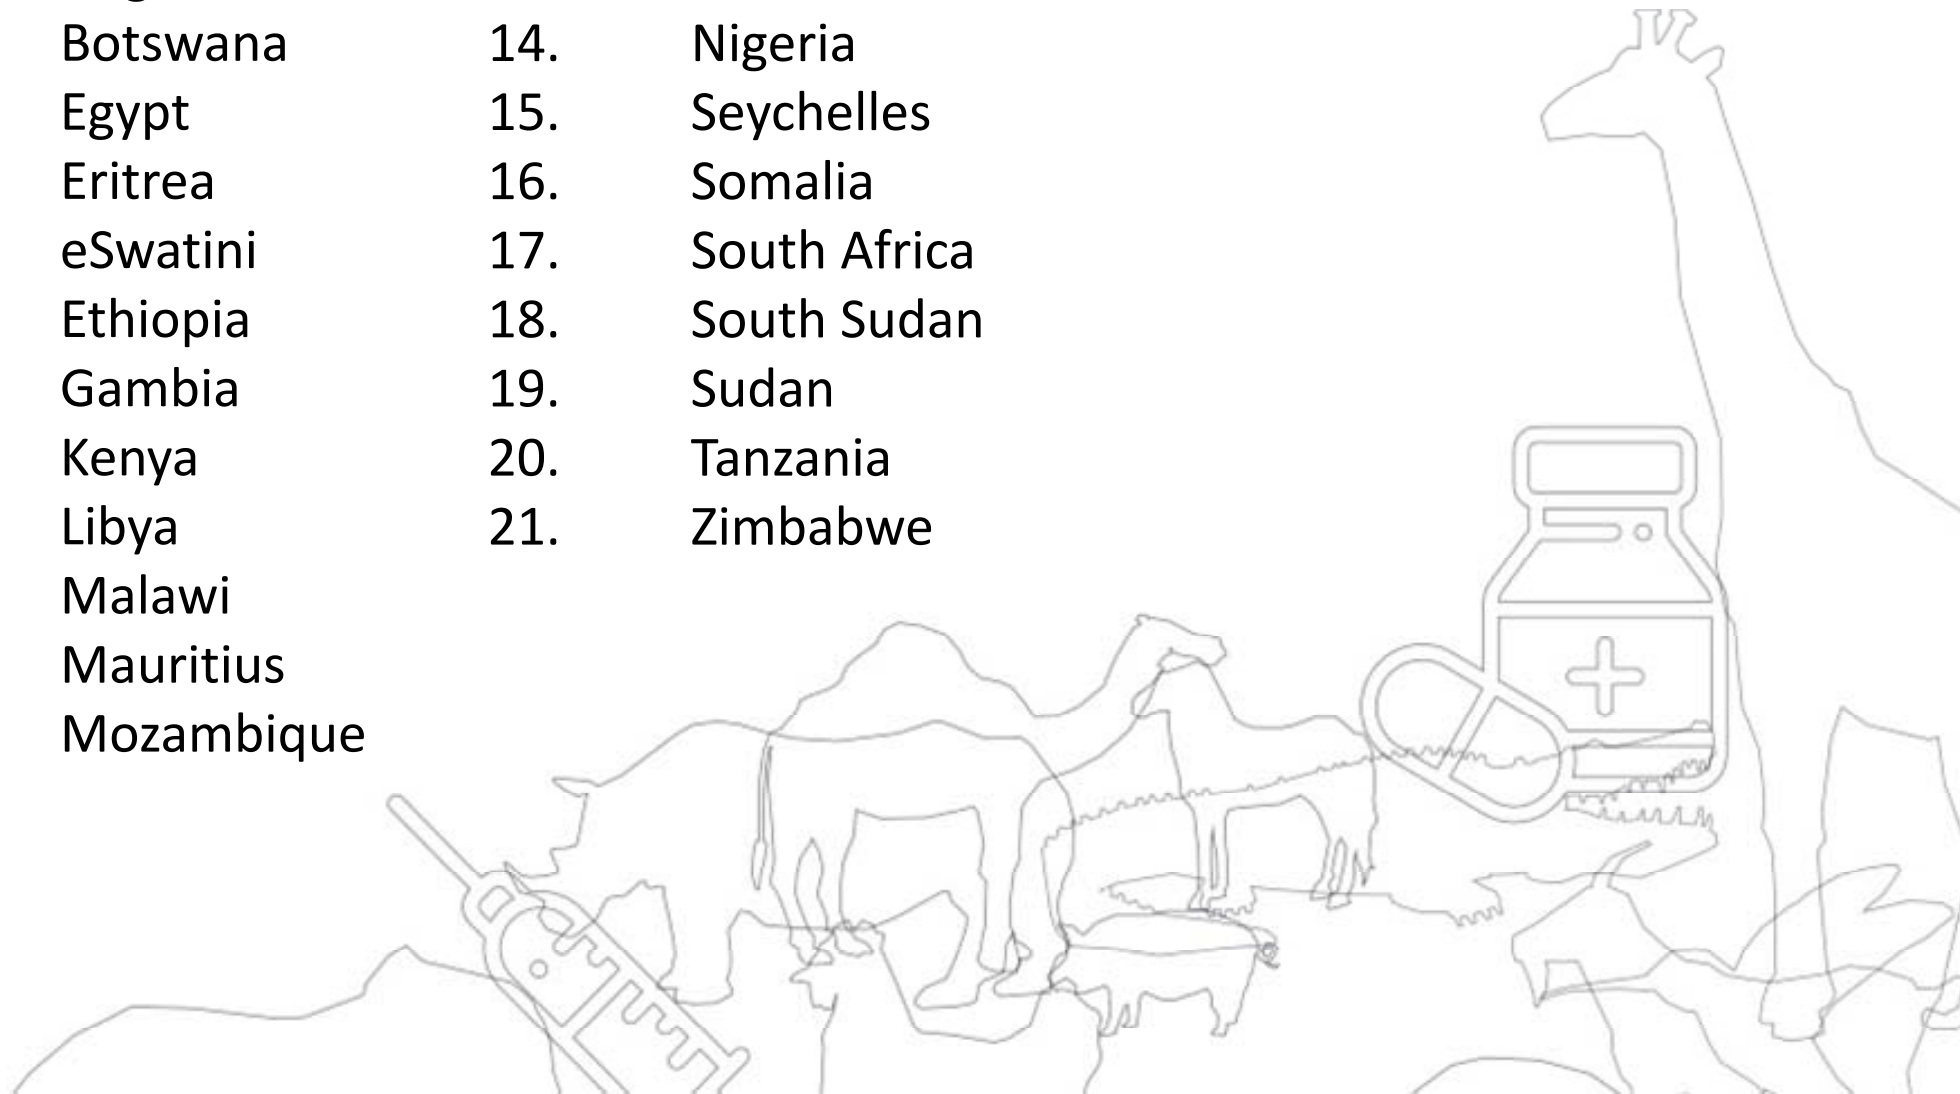 Botswana 14. Nigeria
Egypt 15. Seychelles
Eritrea 16. Somalia
eSwatini 17. South Africa
Ethiopia 18. South Sudan
Gambia 19. Sudan
Kenya 20. Tanzania
Libya 21. Zimbabwe
Malawi
Mauritius
Mozambique